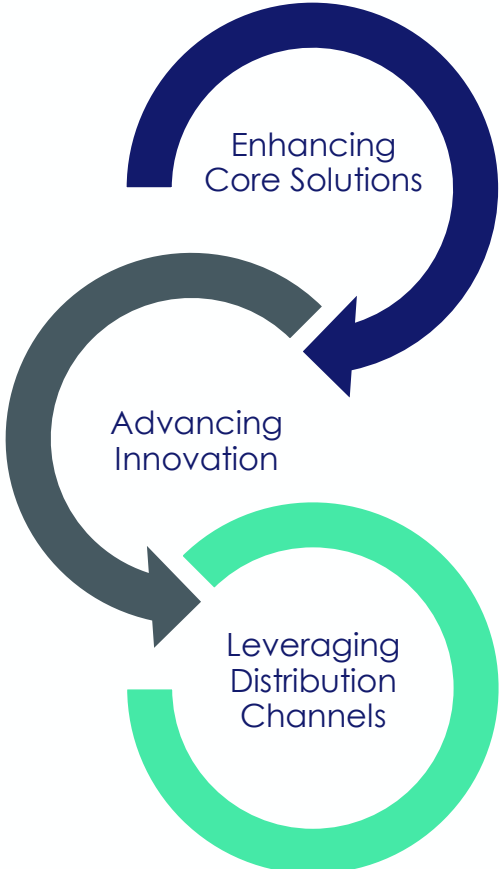 Enhancing
Core Solutions
Advancing
Innovation
Leveraging
Distribution
Channels